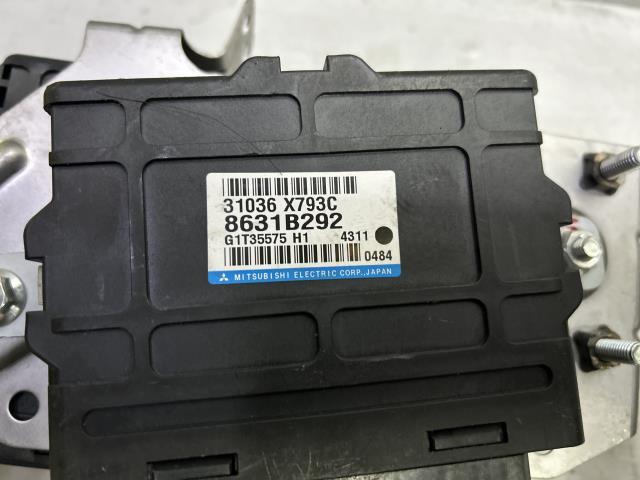 31036 X793C
8631B292
G1T35575 H1 4311
0484
MITSUBISHI ELECTRIC CORP., JAPAN